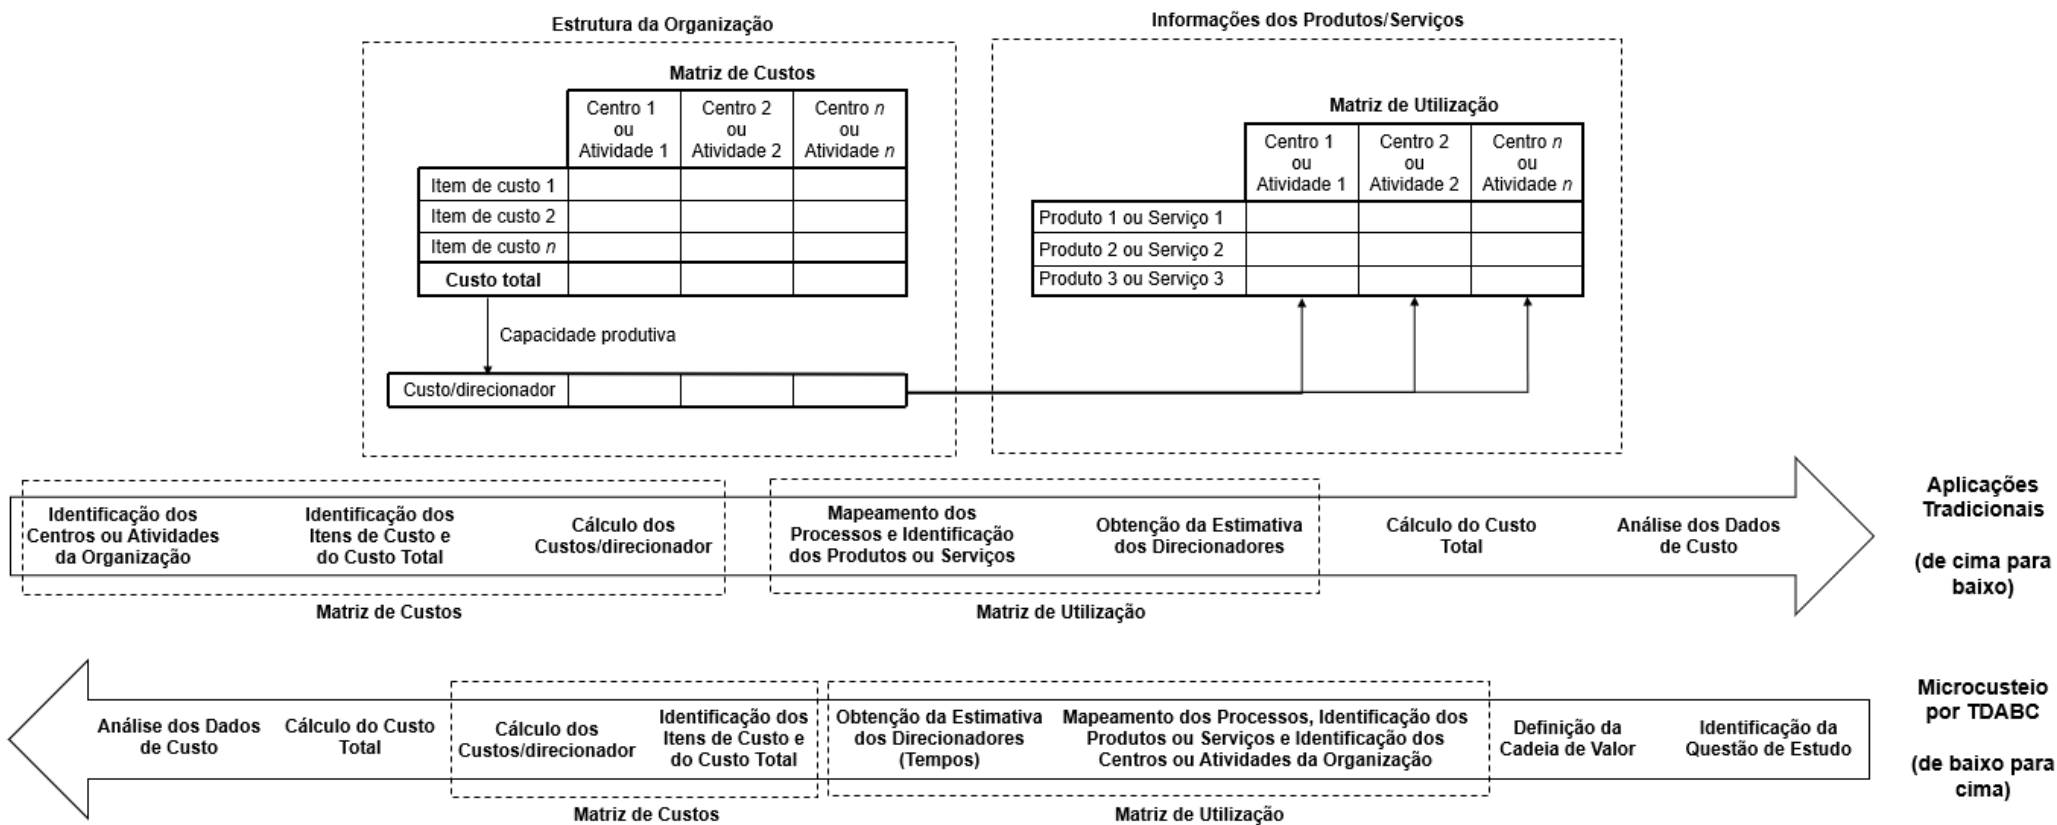 Estrutura da Organização
Informações dos Produtos/Serviços
Matriz de Custos
Centro 1
ou
Atividade 1
Centro 2
ou
Atividade 2
Centro n
ou
Atividade n
Item de custo 1
Item de custo 2
Item de custo n
Custo total
Capacidade produtiva
Custo/direcionador
Matriz de Utilização
Centro 1
ou
Atividade 1
Centro 2
ou
Atividade 2
Centro n
ou
Atividade n
Produto 1 ou Serviço 1
Produto 2 ou Serviço 2
Produto 3 ou Serviço 3
Identificação dos
Centros ou Atividades
da Organização
Identificação dos
Itens de Custo e
do Custo Total
Cálculo dos
Custos/direcionador
Mapeamento dos
Processos e Identificação
dos Produtos ou Serviços
Obtenção da Estimativa
dos Direcionadores
Cálculo do Custo
Total
Análise dos Dados
de Custo
Aplicações
Tradicionais
(de cima para
baixo)
Matriz de Custos
Matriz de Utilização
Análise dos Dados
de Custo
Cálculo do Custo
Total
Cálculo dos
Custos/direcionador
Identificação dos
Itens de Custo e
do Custo Total
Obtenção da Estimativa
dos Direcionadores
(Tempos)
Mapeamento dos Processos, Identificação dos
Produtos ou Serviços e Identificação dos
Centros ou Atividades da Organização
Definição da
Cadeia de Valor
Identificação da
Questão de Estudo
Microcusteio
por TDABC
(de baixo para
cima)
Matriz de Custos
Matriz de Utilização